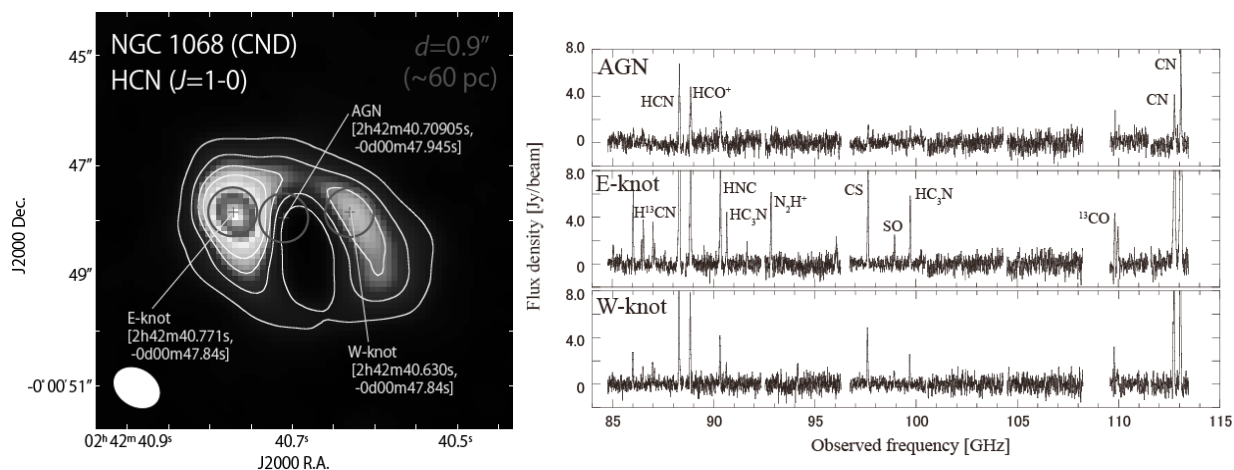 NGC 1068 (CND)
HCN (J=1-0)
d=0.9"
(~60 pc)
AGN
[2h42m40.70905s,
-0d00m47.945s]
E-knot
[2h42m40.771s,
-0d00m47.84s]
W-knot
[2h42m40.630s,
-0d00m47.84s]
45"
47"
49"
-0°00'51"
J2000 Dec.
02ʰ42ᵐ40.9ˢ
40.7ˢ
40.5ˢ
J2000 R.A.
Flux density [Jy/beam]
8.0
4.0
0
AGN
HCN
HCO⁺
CN
CN
8.0
4.0
0
E-knot
H¹³CN
HNC
HC₃N
N₂H⁺
CS
SO
HC₃N
¹³CO
8.0
4.0
0
W-knot
85
90
95
100
105
110
115
Observed frequency [GHz]